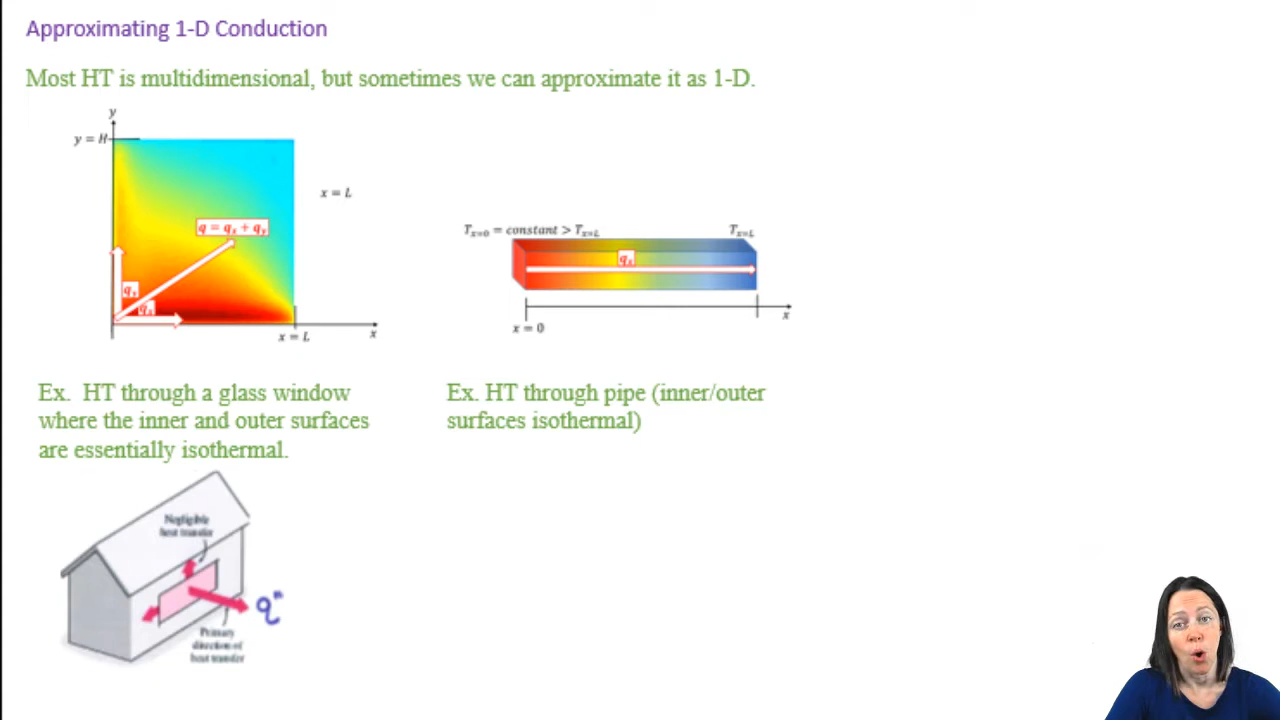 Approximating 1-D Conduction
Most HT is multidimensional, but sometimes we can approximate it as 1-D.
y
y = H
x = L
q = qx + qy
qx
x = L
x
Tx=0 = constant > Tx=L
Tx=L
qx
x = 0
x
Ex. HT through a glass window
where the inner and outer surfaces
are essentially isothermal.
Ex. HT through pipe (inner/outer
surfaces isothermal)
Negligible
heat transfer
q"
Primary
direction of
heat transfer